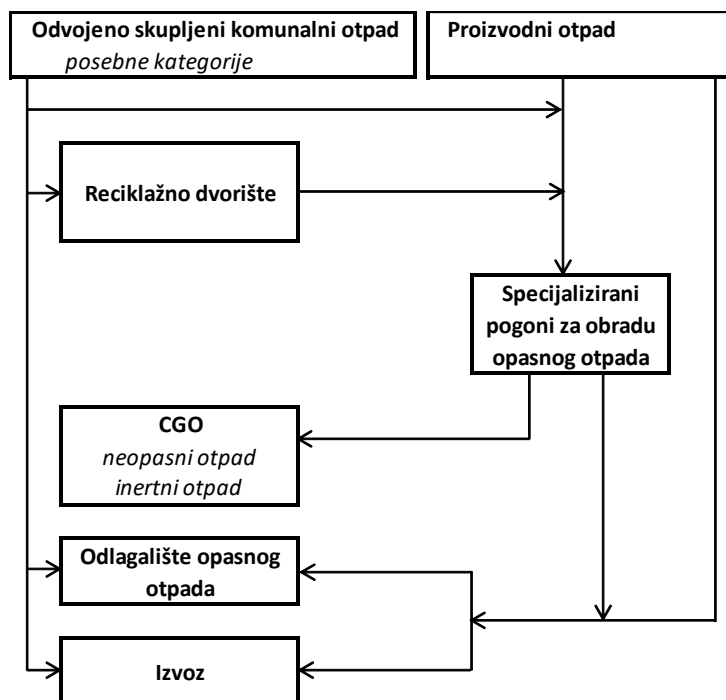 Odvojeno skupljeni komunalni otpad
posebne kategorije
Proizvodni otpad
Reciklažno dvorište
Specijalizirani
pogoni za obradu
opasnog otpada
CGO
neopasni otpad
inertni otpad
Odlagalište opasnog
otpada
Izvoz